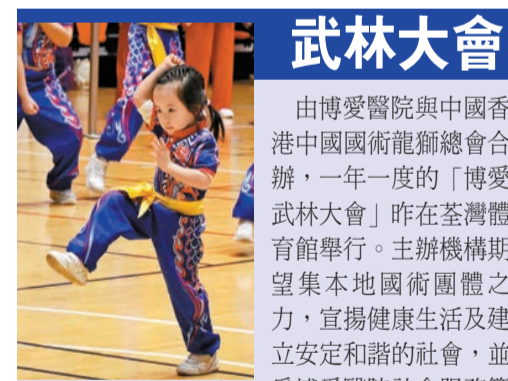 武林大會
由博愛醫院與中國香
港中國國術龍獅總會合
辦，一年一度的「博愛
武林大會」昨在荃灣體
育館舉行。主辦機構期
望集本地國術團體之
力，宣揚健康生活及建
立安定和諧的社會，並